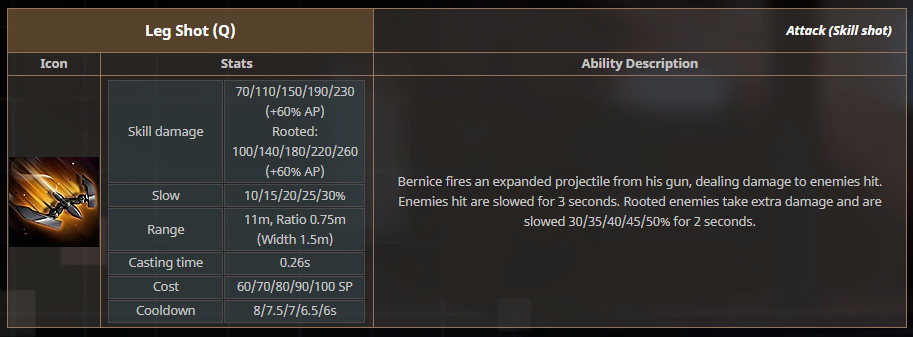 Leg Shot (Q)
Attack (Skill shot)
Icon
Stats
Ability Description
Skill damage
70/110/150/190/230
(+60% AP)
Rooted:
100/140/180/220/260
(+60% AP)
Slow
10/15/20/25/30%
Range
11m, Ratio 0.75m
(Width 1.5m)
Casting time
0.26s
Cost
60/70/80/90/100 SP
Cooldown
8/7.5/7/6.5/6s
Bernice fires an expanded projectile from his gun, dealing damage to enemies hit.
Enemies hit are slowed for 3 seconds. Rooted enemies take extra damage and are
slowed 30/35/40/45/50% for 2 seconds.